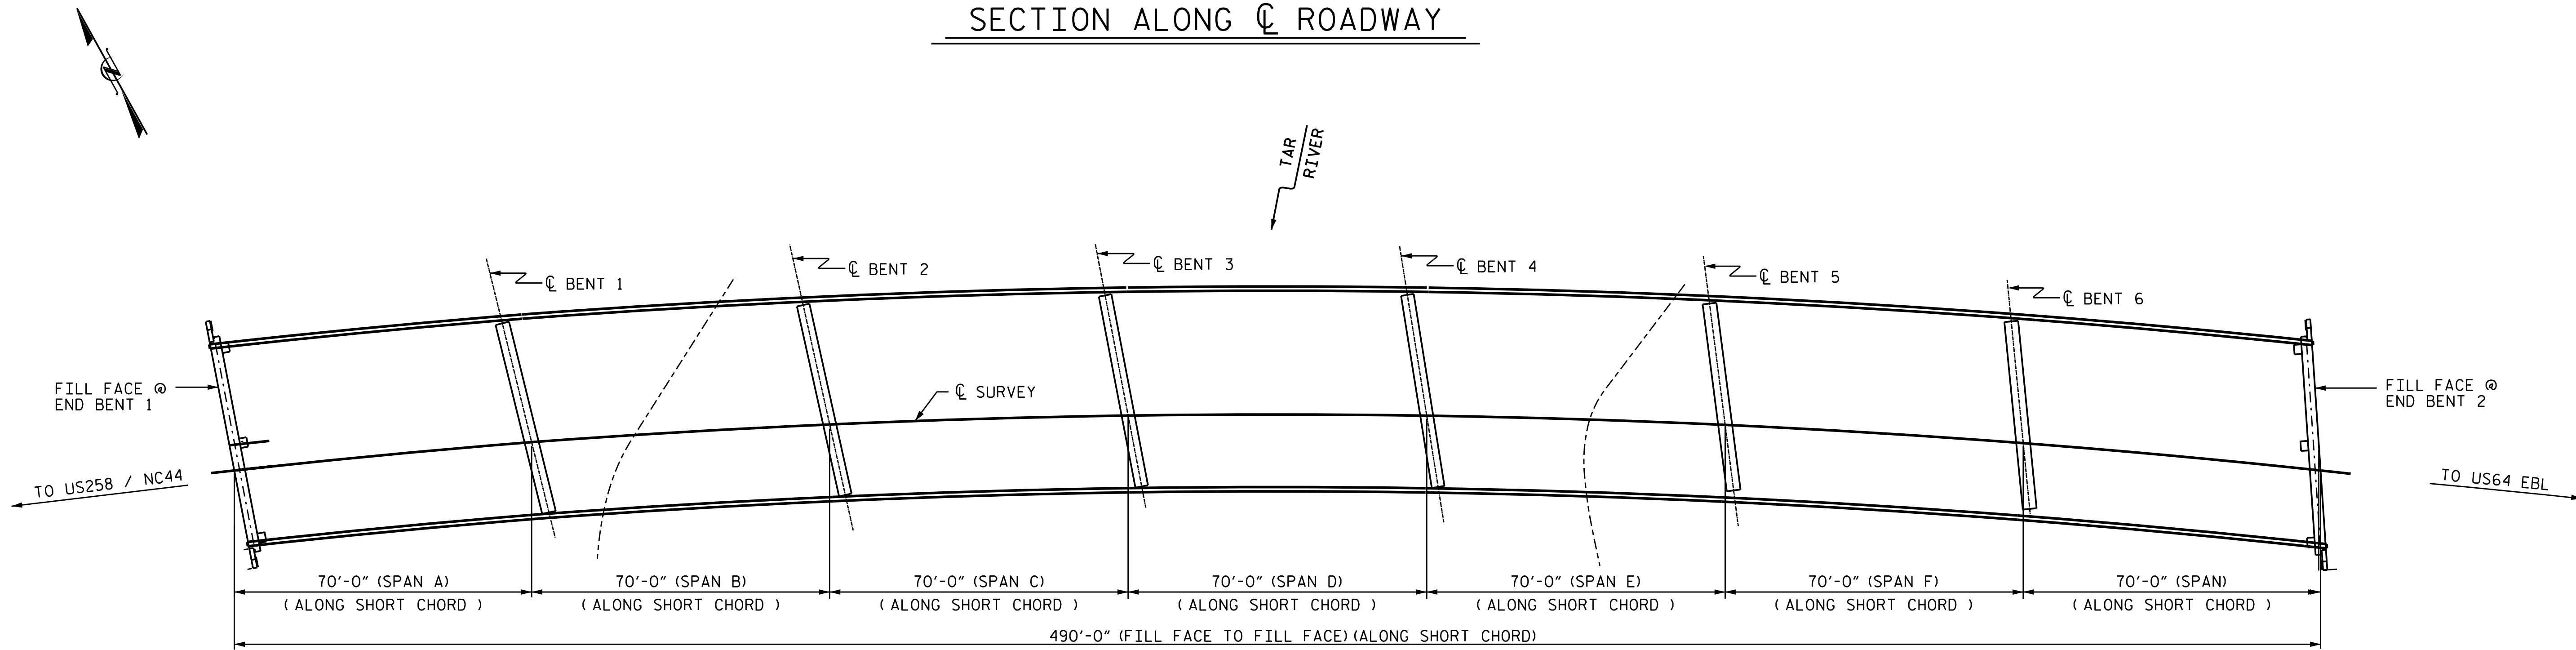 SECTION ALONG ℄ ROADWAY
N
TAR
RIVER
℄ BENT 1
℄ BENT 2
℄ BENT 3
℄ BENT 4
℄ BENT 5
℄ BENT 6
FILL FACE @
END BENT 1
℄ SURVEY
FILL FACE @
END BENT 2
TO US258 / NC44
TO US64 EBL
70'-0" (SPAN A)
( ALONG SHORT CHORD )
70'-0" (SPAN B)
( ALONG SHORT CHORD )
70'-0" (SPAN C)
( ALONG SHORT CHORD )
70'-0" (SPAN D)
( ALONG SHORT CHORD )
70'-0" (SPAN E)
( ALONG SHORT CHORD )
70'-0" (SPAN F)
( ALONG SHORT CHORD )
70'-0" (SPAN)
( ALONG SHORT CHORD )
490'-0" (FILL FACE TO FILL FACE)(ALONG SHORT CHORD)